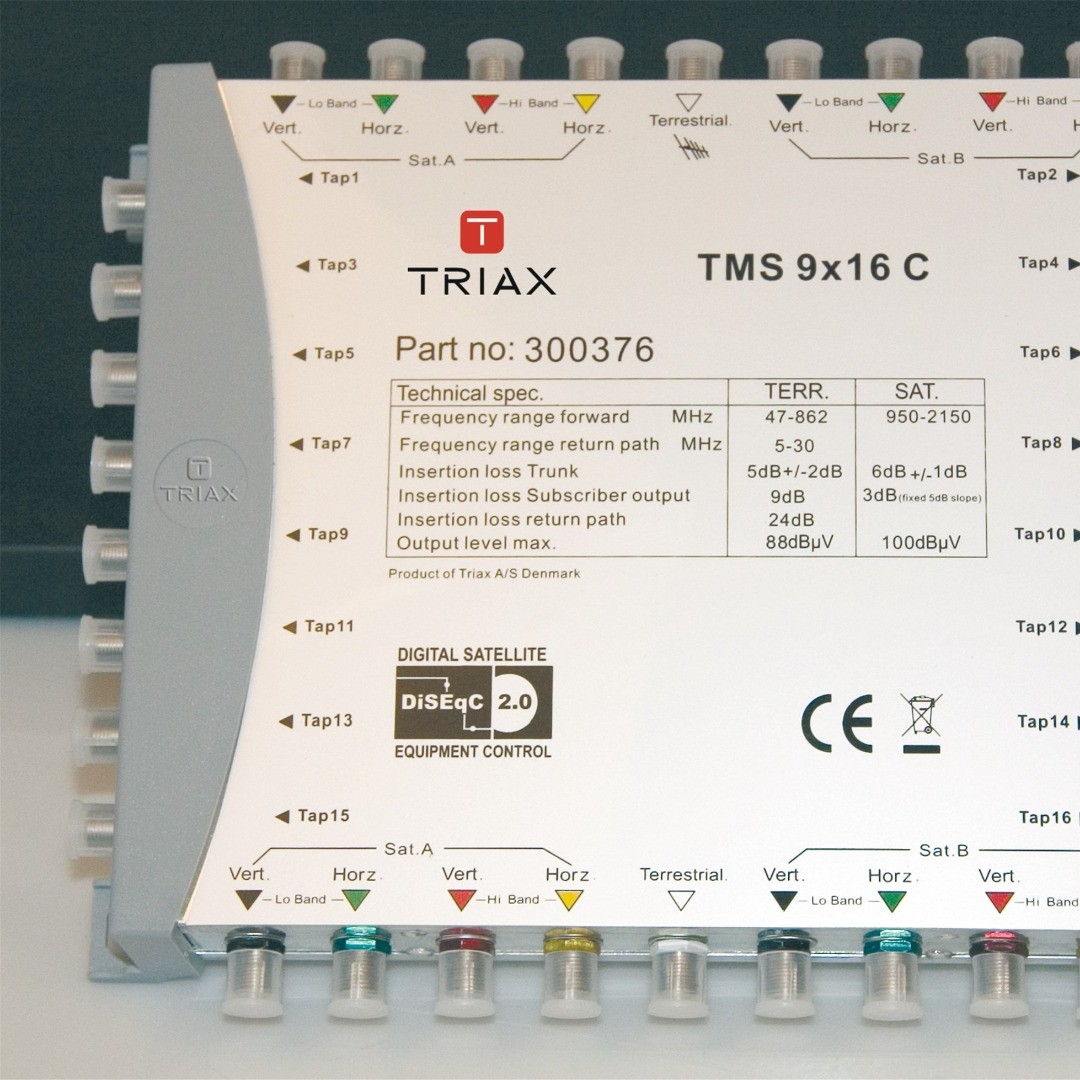 Lo Band Hi Band Lo Band Hi Band
Vert. Horz. Vert. Horz. Terrestrial. Vert. Horz. Vert.
Sat.A Sat.B
Tap1 Tap2
T
TRIAX
TMS 9x16 C
Tap3 Tap4
Part no: 300376
Tap5 Tap6
Technical spec. TERR. SAT.
Frequency range forward MHz 47-862 950-2150
Frequency range return path MHz 5-30
Tap7 Tap8
Insertion loss Trunk 5dB+/-2dB 6dB+/-1dB
Insertion loss Subscriber output 9dB 3dB(fixed 5dB slope)
Insertion loss return path 24dB
Output level max. 88dBµV 100dBµV
T
TRIAX
Tap9 Tap10
Product of Triax A/S Denmark
Tap11 Tap12
DIGITAL SATELLITE
DiSEqC 2.0
EQUIPMENT CONTROL
CE
Tap13 Tap14
Tap15 Tap16
Sat.A Sat.B
Vert. Horz. Vert. Horz. Terrestrial. Vert. Horz. Vert.
Lo Band Hi Band Lo Band Hi Band